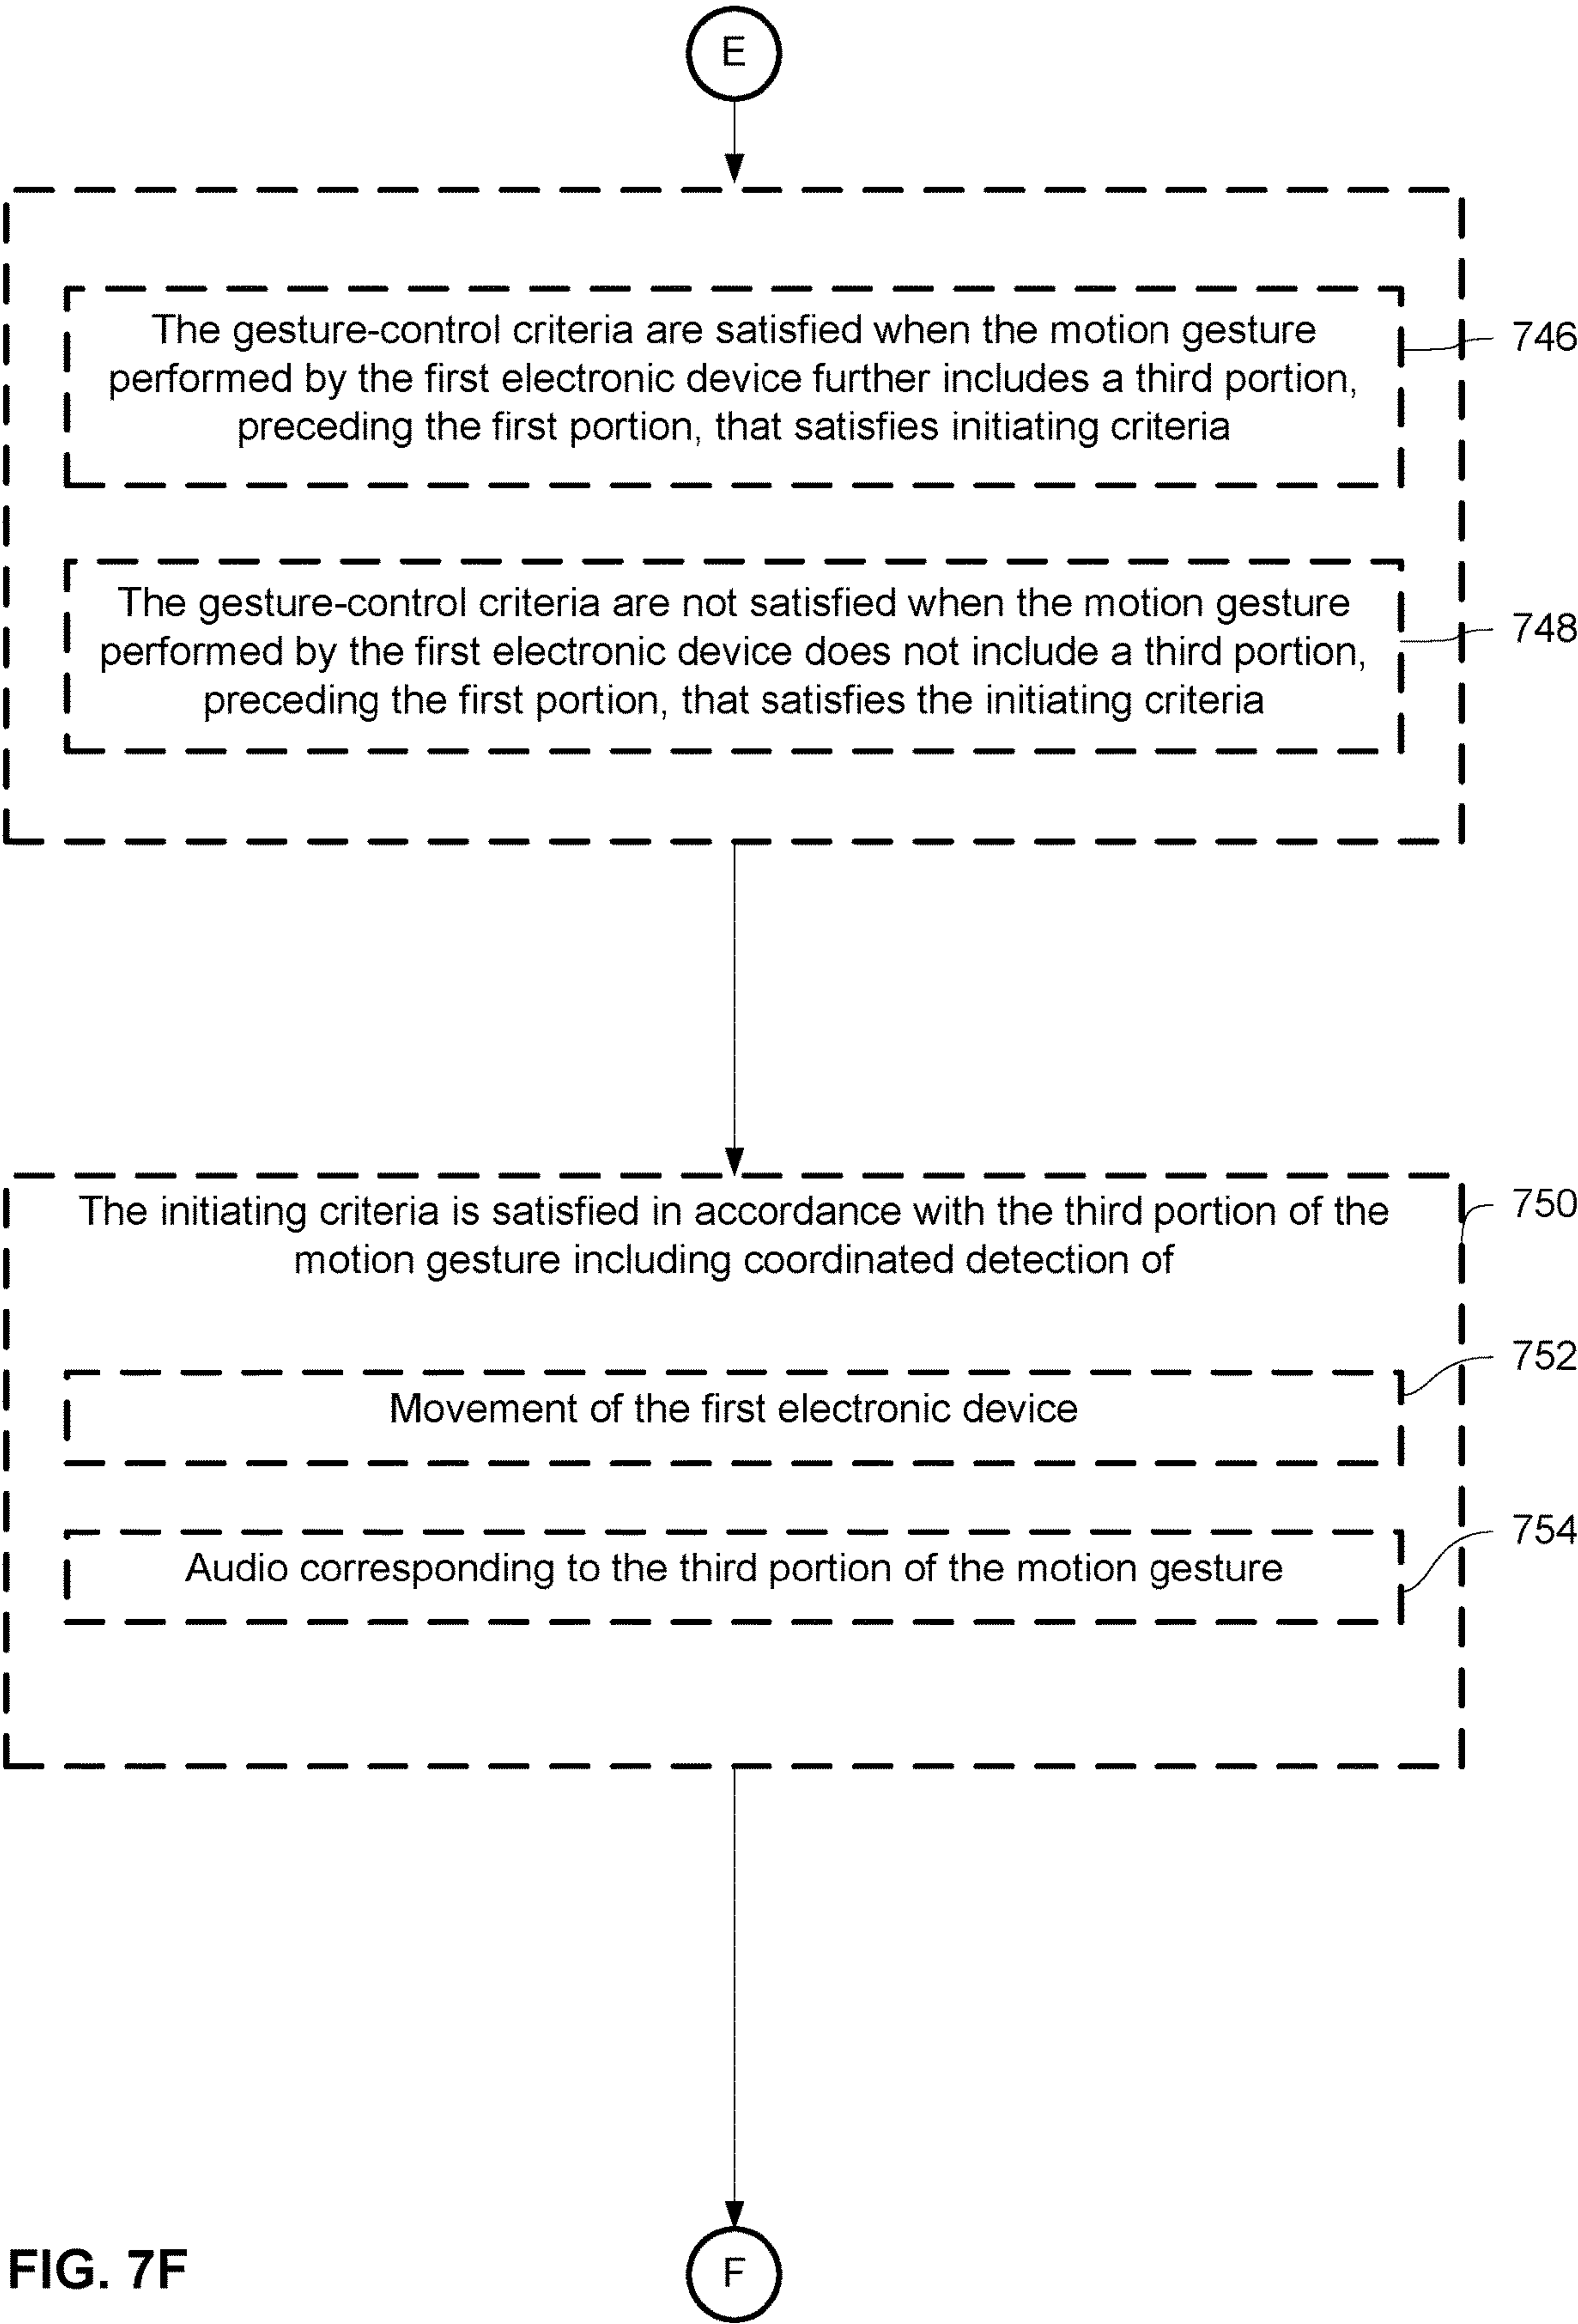 E
The gesture-control criteria are satisfied when the motion gesture
performed by the first electronic device further includes a third portion,
preceding the first portion, that satisfies initiating criteria
746
The gesture-control criteria are not satisfied when the motion gesture
performed by the first electronic device does not include a third portion,
preceding the first portion, that satisfies the initiating criteria
748
The initiating criteria is satisfied in accordance with the third portion of the
motion gesture including coordinated detection of
750
Movement of the first electronic device
752
Audio corresponding to the third portion of the motion gesture
754
FIG. 7F
F